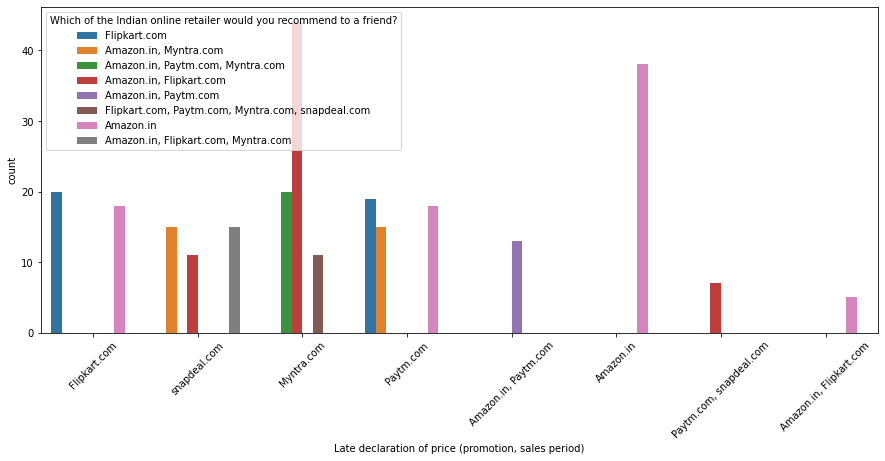 Which of the Indian online retailer would you recommend to a friend?
Flipkart.com
Amazon.in, Myntra.com
Amazon.in, Paytm.com, Myntra.com
Amazon.in, Flipkart.com
Amazon.in, Paytm.com
Flipkart.com, Paytm.com, Myntra.com, snapdeal.com
Amazon.in
Amazon.in, Flipkart.com, Myntra.com
40
30
20
10
0
count
Flipkart.com
snapdeal.com
Myntra.com
Paytm.com
Amazon.in, Paytm.com
Amazon.in
Paytm.com, snapdeal.com
Amazon.in, Flipkart.com
Late declaration of price (promotion, sales period)